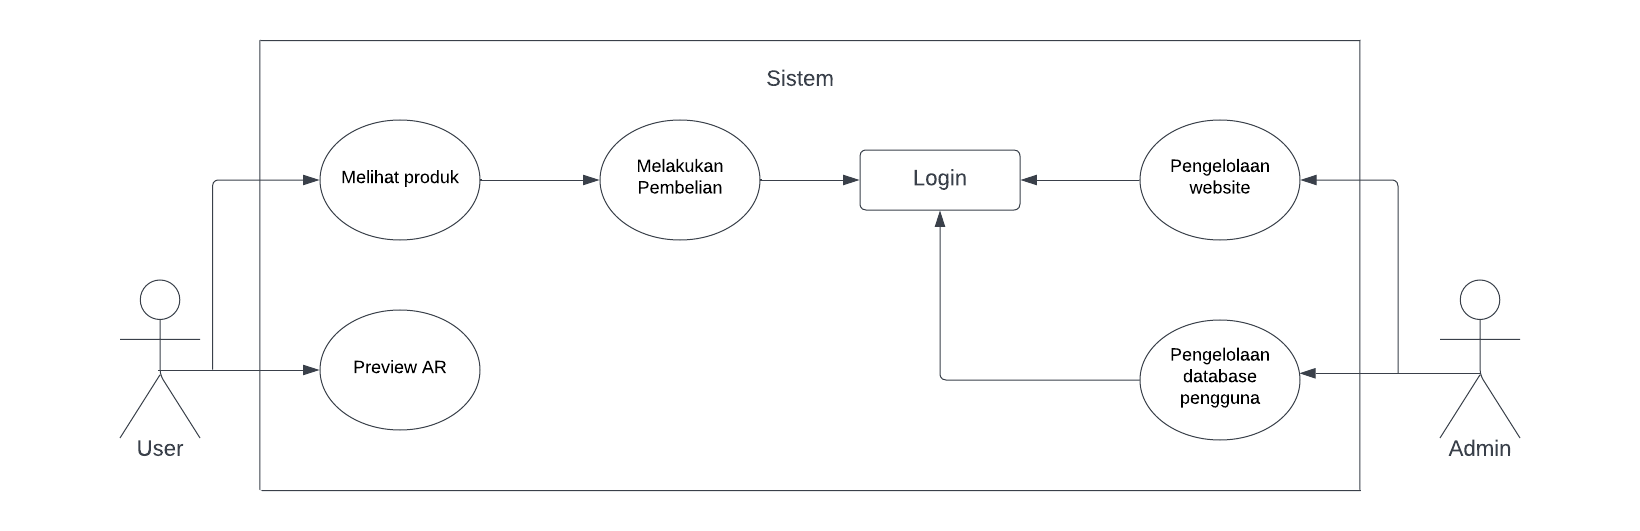 Sistem
Melihat produk
Melakukan
Pembelian
Login
Pengelolaan
website
Preview AR
Pengelolaan
database
pengguna
User
Admin